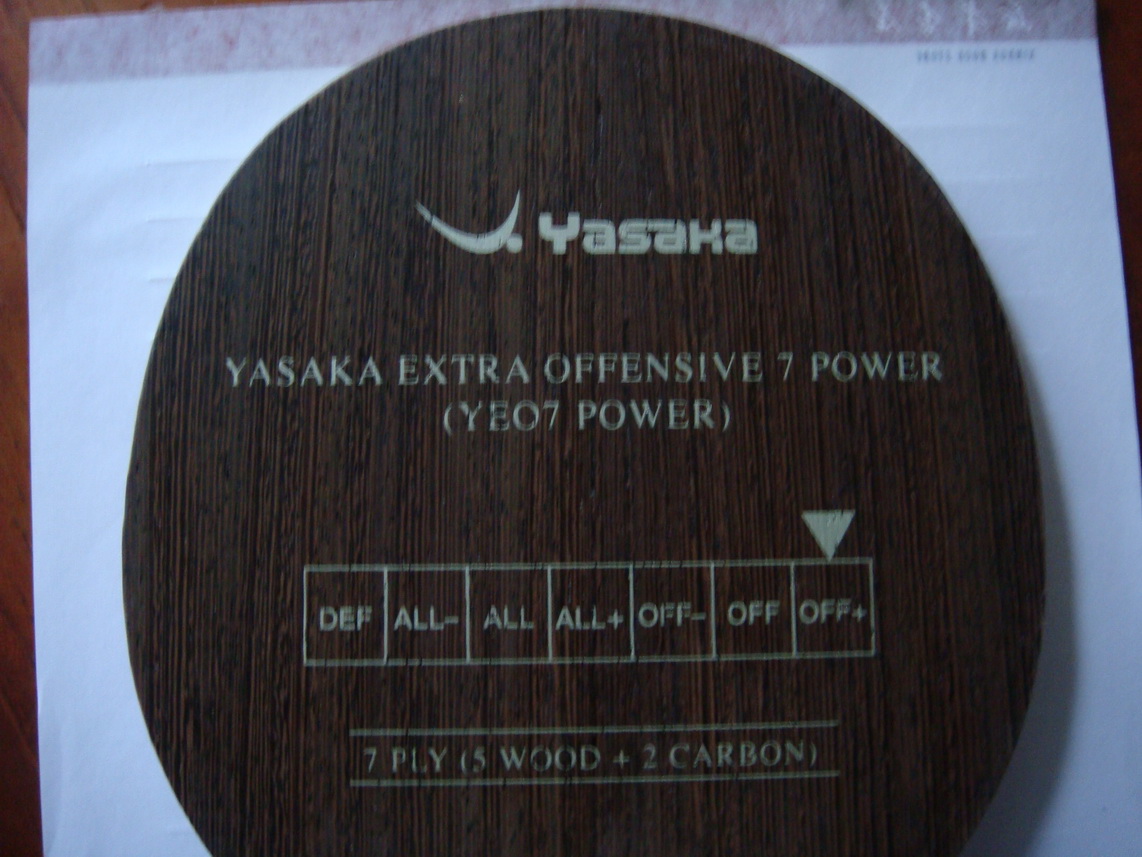 Yasaka
YASAKA EXTRA OFFENSIVE 7 POWER
(YEO7 POWER)
DEF ALL- ALL ALL+ OFF- OFF OFF+
7 PLY (5 WOOD + 2 CARBON)